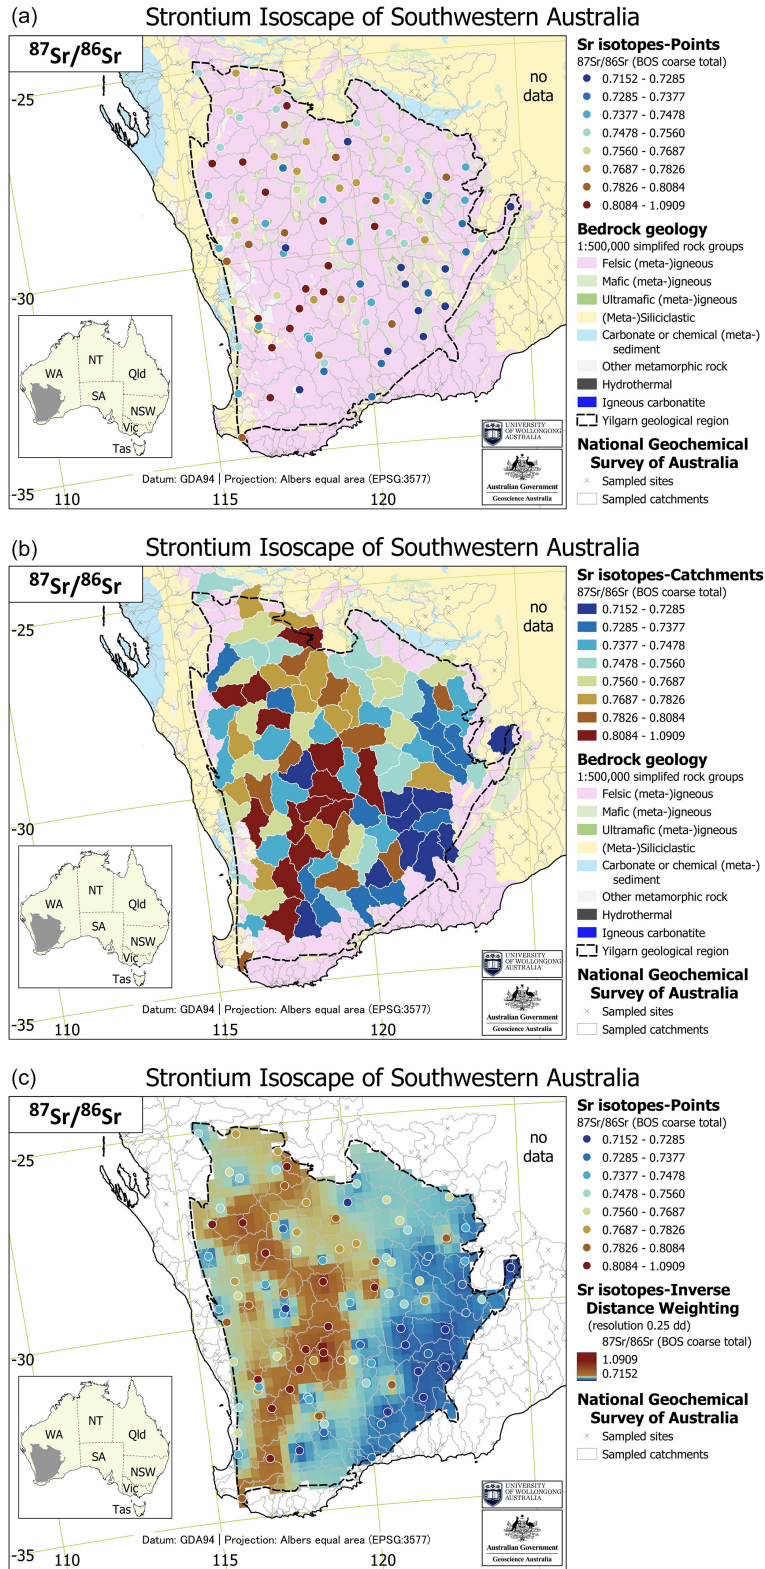 (a)
Strontium Isoscape of Southwestern Australia
87Sr/86Sr
no
data
-25
-30
-35
110
115
120
WA
NT
Qld
SA
NSW
Vic
Tas
Datum: GDA94 | Projection: Albers equal area (EPSG:3577)
UNIVERSITY
OF WOLLONGONG
AUSTRALIA
Australian Government
Geoscience Australia
Sr isotopes-Points
87Sr/86Sr (BOS coarse total)
0.7152 - 0.7285
0.7285 - 0.7377
0.7377 - 0.7478
0.7478 - 0.7560
0.7560 - 0.7687
0.7687 - 0.7826
0.7826 - 0.8084
0.8084 - 1.0909
Bedrock geology
1:500,000 simplifed rock groups
Felsic (meta-)igneous
Mafic (meta-)igneous
Ultramafic (meta-)igneous
(Meta-)Siliciclastic
Carbonate or chemical (meta-)
sediment
Other metamorphic rock
Hydrothermal
Igneous carbonatite
Yilgarn geological region
National Geochemical
Survey of Australia
Sampled sites
Sampled catchments
(b)
Strontium Isoscape of Southwestern Australia
87Sr/86Sr
no
data
-25
-30
-35
110
115
120
WA
NT
Qld
SA
NSW
Vic
Tas
Datum: GDA94 | Projection: Albers equal area (EPSG:3577)
UNIVERSITY
OF WOLLONGONG
AUSTRALIA
Australian Government
Geoscience Australia
Sr isotopes-Catchments
87Sr/86Sr (BOS coarse total)
0.7152 - 0.7285
0.7285 - 0.7377
0.7377 - 0.7478
0.7478 - 0.7560
0.7560 - 0.7687
0.7687 - 0.7826
0.7826 - 0.8084
0.8084 - 1.0909
Bedrock geology
1:500,000 simplifed rock groups
Felsic (meta-)igneous
Mafic (meta-)igneous
Ultramafic (meta-)igneous
(Meta-)Siliciclastic
Carbonate or chemical (meta-)
sediment
Other metamorphic rock
Hydrothermal
Igneous carbonatite
Yilgarn geological region
National Geochemical
Survey of Australia
Sampled sites
Sampled catchments
(c)
Strontium Isoscape of Southwestern Australia
87Sr/86Sr
no
data
-25
-30
-35
110
115
120
WA
NT
Qld
SA
NSW
Vic
Tas
Datum: GDA94 | Projection: Albers equal area (EPSG:3577)
UNIVERSITY
OF WOLLONGONG
AUSTRALIA
Australian Government
Geoscience Australia
Sr isotopes-Points
87Sr/86Sr (BOS coarse total)
0.7152 - 0.7285
0.7285 - 0.7377
0.7377 - 0.7478
0.7478 - 0.7560
0.7560 - 0.7687
0.7687 - 0.7826
0.7826 - 0.8084
0.8084 - 1.0909
Sr isotopes-Inverse
Distance Weighting
(resolution 0.25 dd)
87Sr/86Sr (BOS coarse total)
1.0909
0.7152
National Geochemical
Survey of Australia
Sampled sites
Sampled catchments